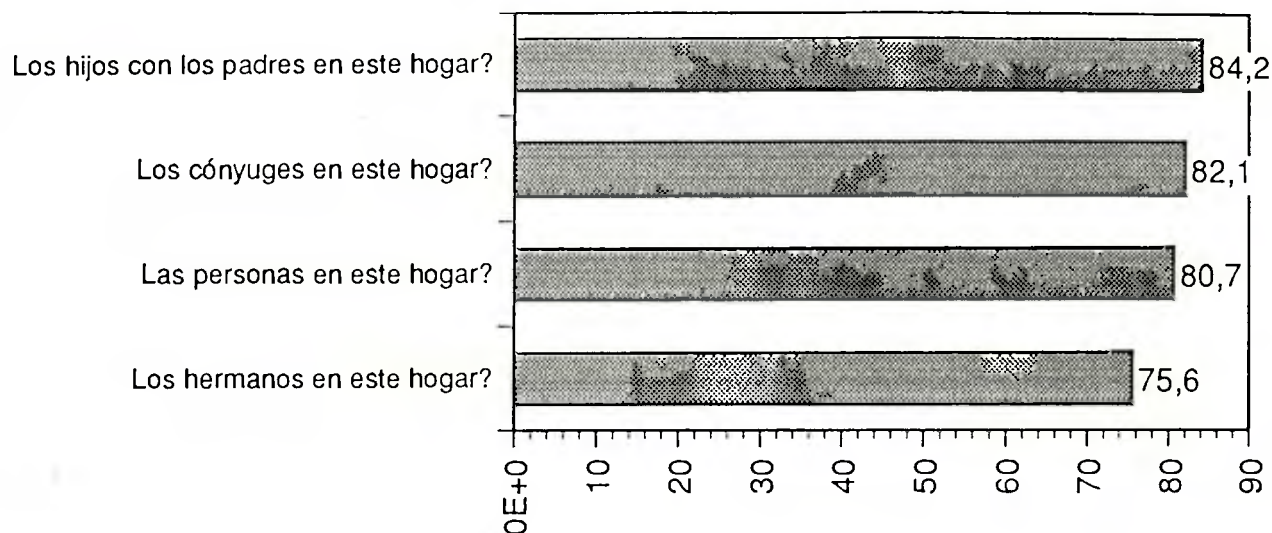 Los hijos con los padres en este hogar? 84,2
Los cónyuges en este hogar? 82,1
Las personas en este hogar? 80,7
Los hermanos en este hogar? 75,6
0E+0 10 20 30 40 50 60 70 80 90